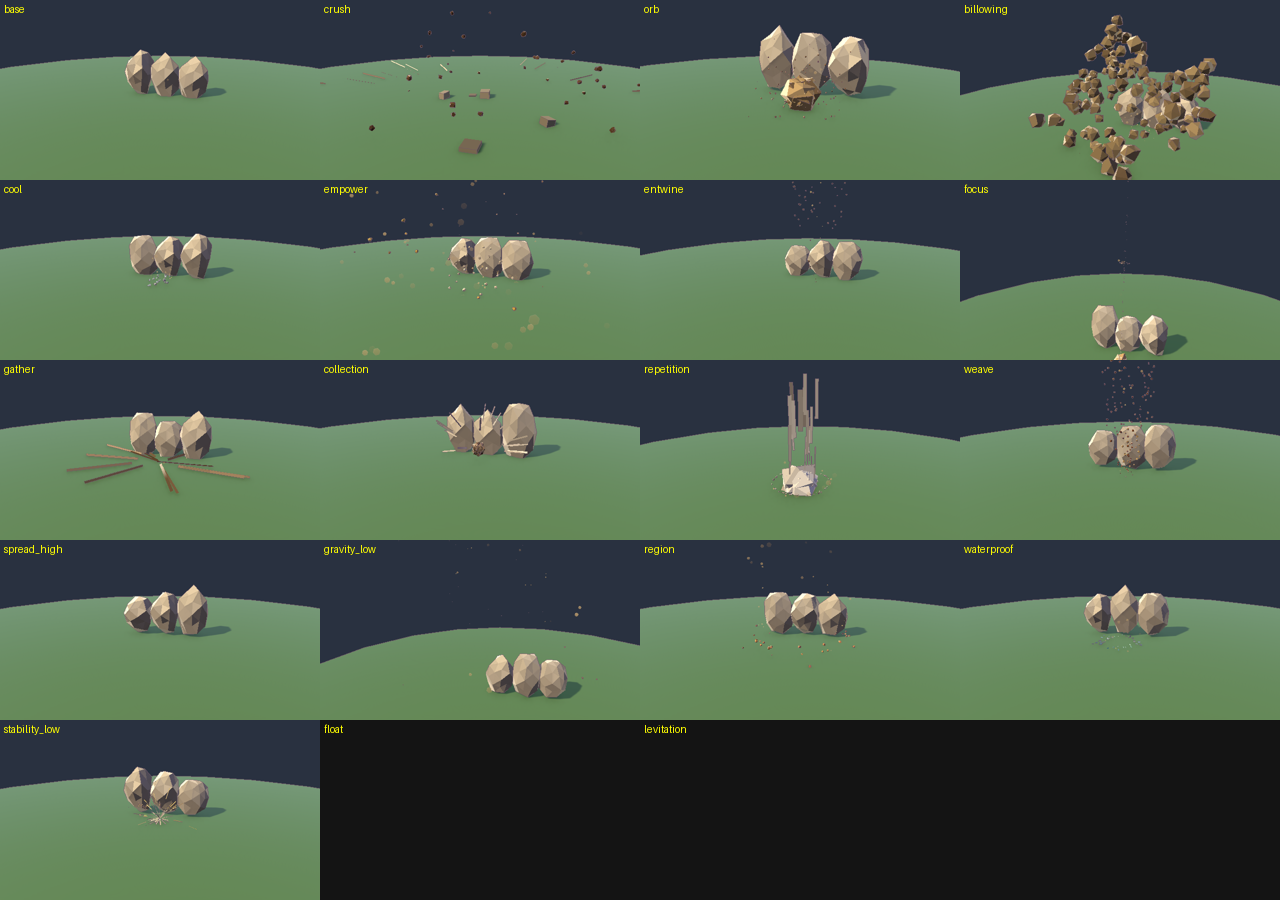 base
crush
orb
billowing
cool
empower
entwine
focus
gather
collection
repetition
weave
spread_high
gravity_low
region
waterproof
stability_low
float
levitation